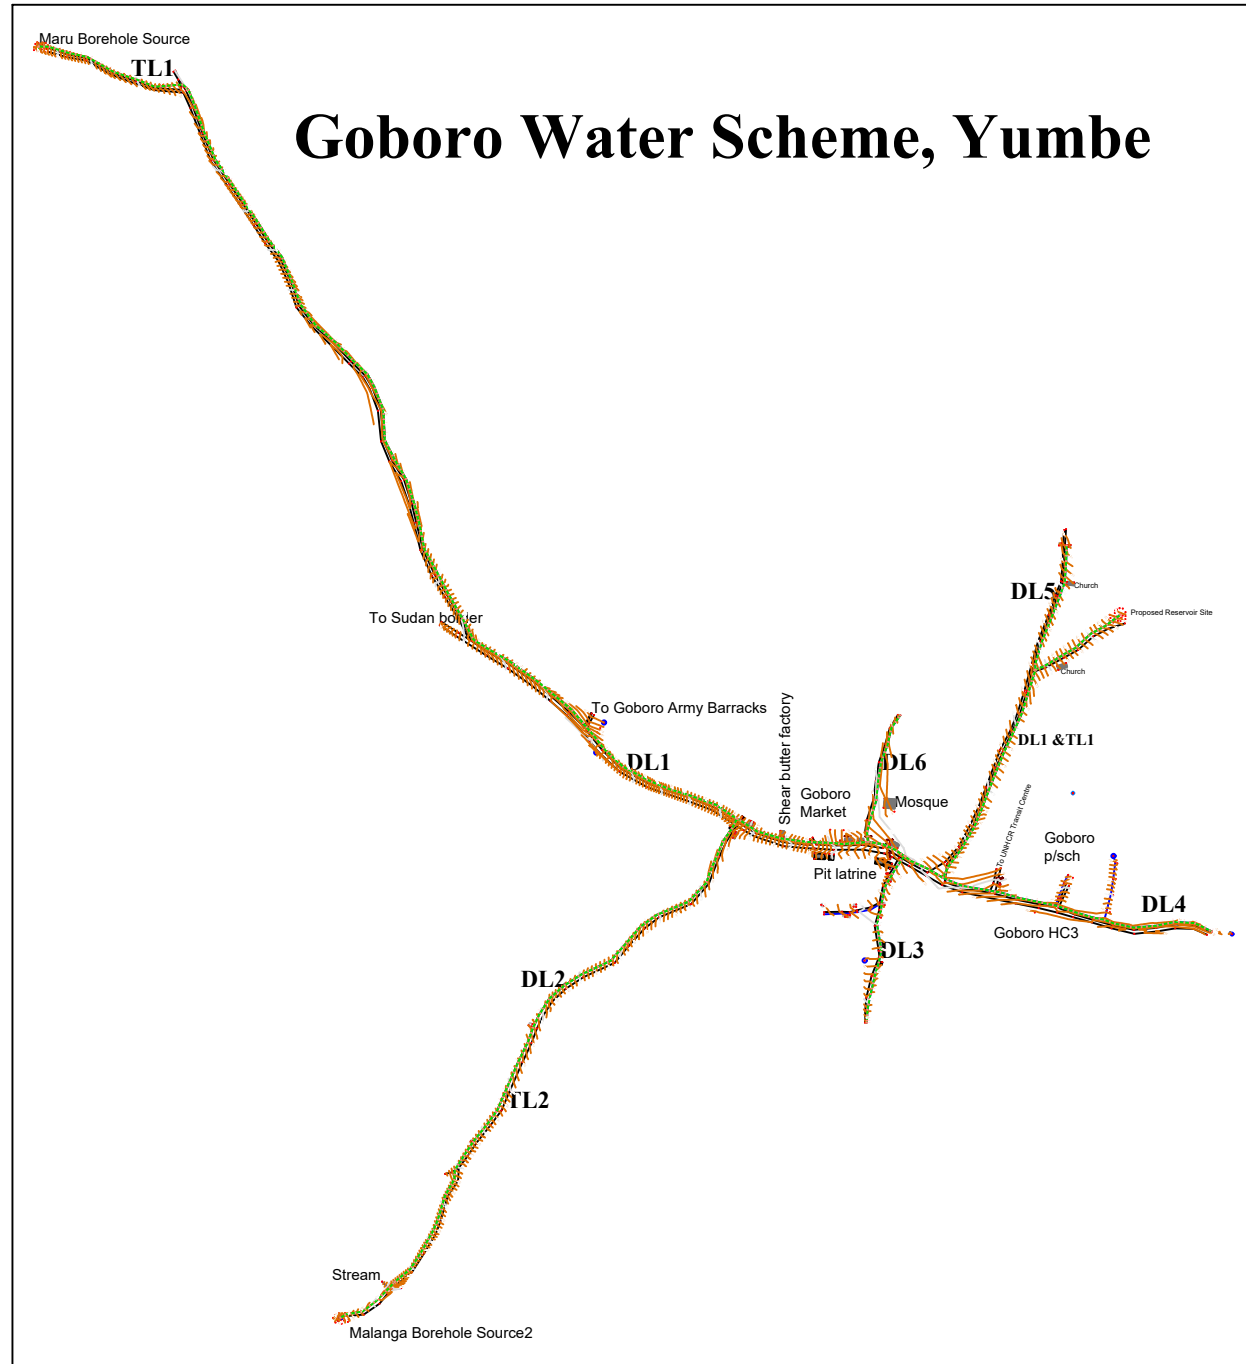 Maru Borehole Source
TL1
Goboro Water Scheme, Yumbe
DL5
Church
Proposed Reservoir Site
To Sudan border
Church
To Goboro Army Barracks
Shear butter factory
DL1 &TL1
DL1
DL6
Goboro
Market
Mosque
To UNHCR Transit Centre
Goboro
p/sch
Pit latrine
DL4
Goboro HC3
DL3
DL2
TL2
Stream
Malanga Borehole Source2